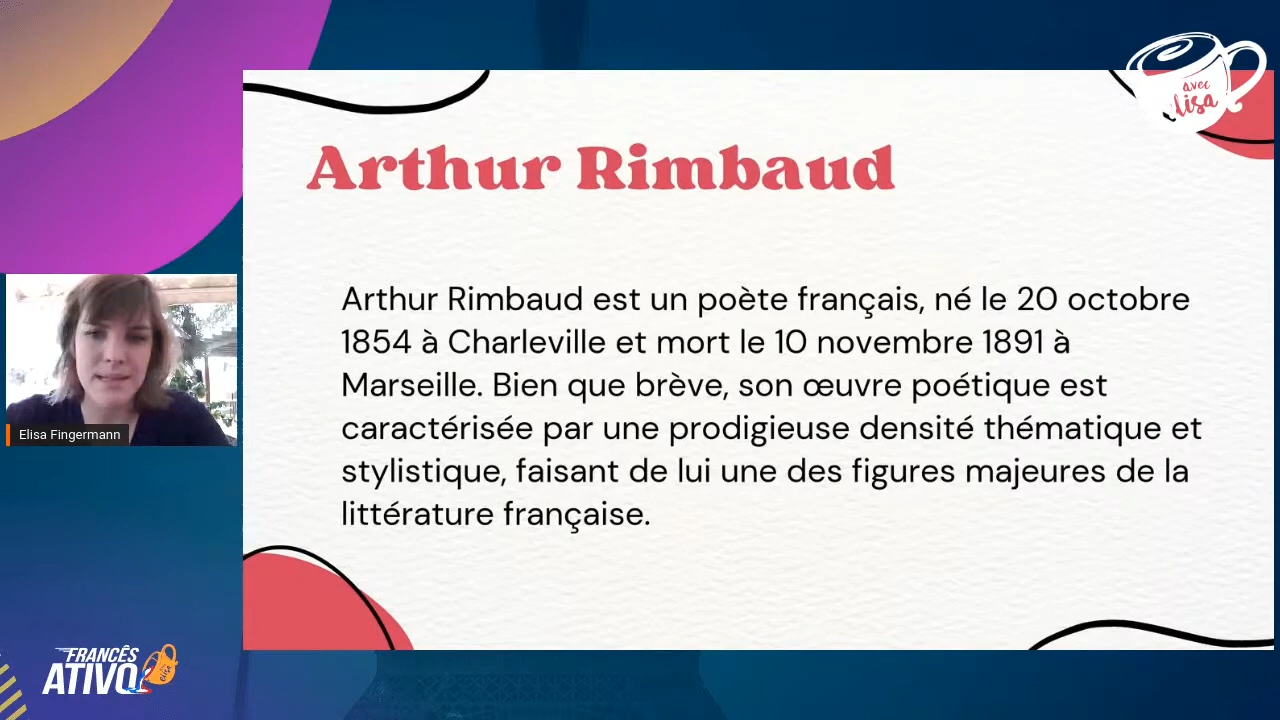 avec
elisa
Arthur Rimbaud
Arthur Rimbaud est un poète français, né le 20 octobre
1854 à Charleville et mort le 10 novembre 1891 à
Marseille. Bien que brève, son œuvre poétique est
caractérisée par une prodigieuse densité thématique et
stylistique, faisant de lui une des figures majeures de la
littérature française.
Elisa Fingermann
FRANCÊS
ATIVO